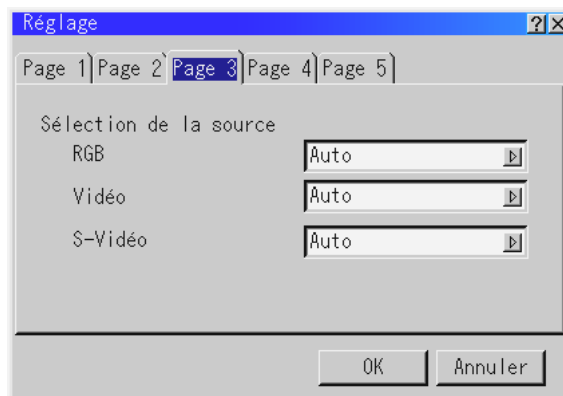 Réglage
Page 1 Page 2 Page 3 Page 4 Page 5
Sélection de la source
RGB Auto
Vidéo Auto
S-Vidéo Auto
OK Annuler